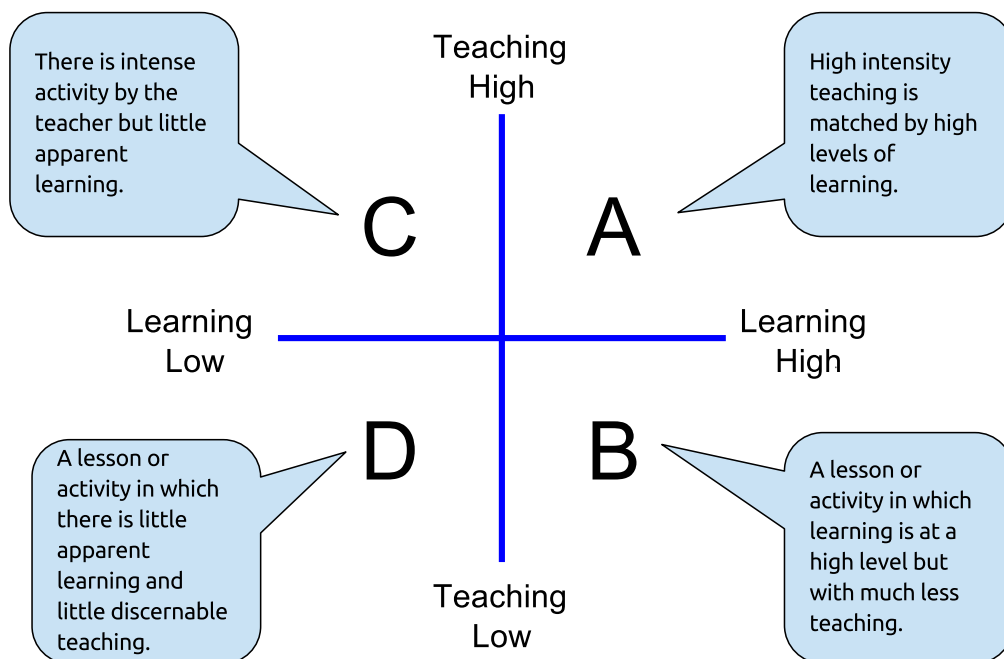 There is intense
activity by the
teacher but little
apparent
learning.
Teaching
High
High intensity
teaching is
matched by high
levels of
learning.
C
A
Learning
Low
Learning
High
D
B
A lesson or
activity in which
there is little
apparent
learning and
little discernable
teaching.
Teaching
Low
A lesson or
activity in which
learning is at a
high level but
with much less
teaching.